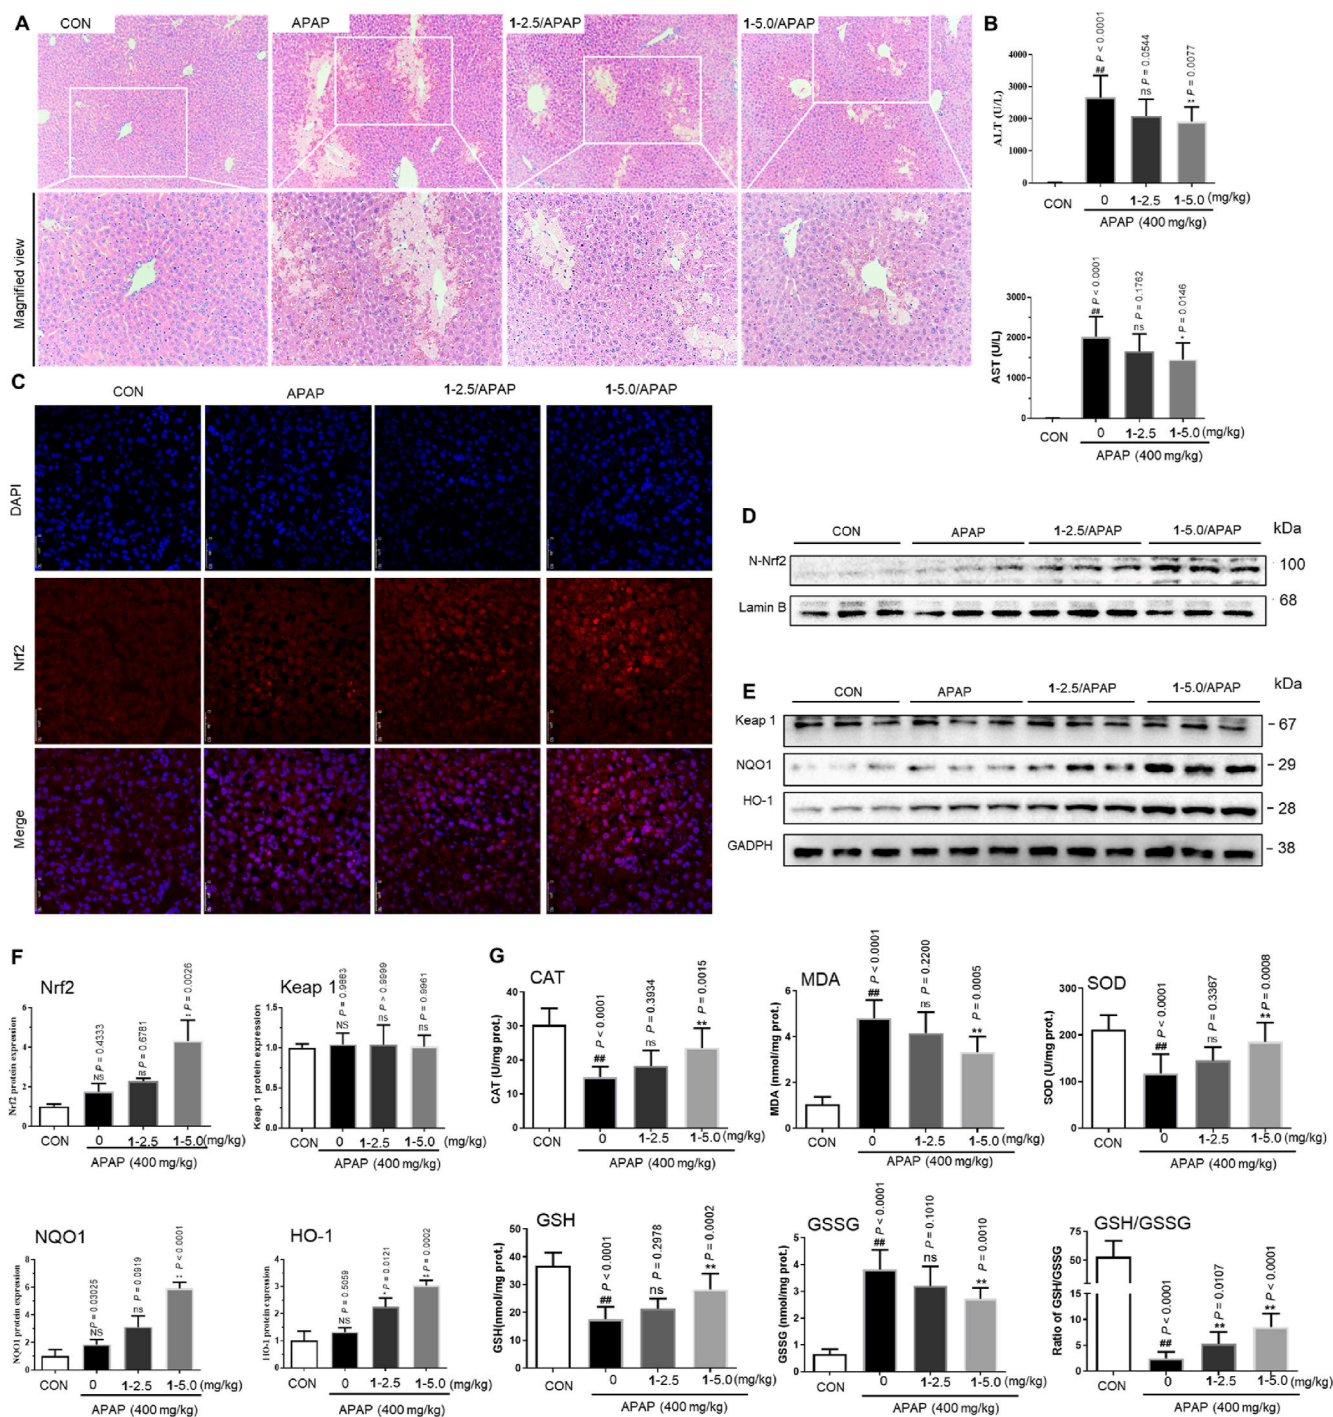 A
CON
APAP
1-2.5/APAP
1-5.0/APAP
Magnified view
B
ALT (U/L)
4000
3000
2000
1000
0
## P < 0.0001
ns P = 0.0544
** P = 0.0077
CON
0
1-2.5
1-5.0 (mg/kg)
APAP (400 mg/kg)
AST (U/L)
3000
2000
1000
0
## P < 0.0001
ns P = 0.1762
* P = 0.0146
CON
0
1-2.5
1-5.0 (mg/kg)
APAP (400 mg/kg)
C
CON
APAP
1-2.5/APAP
1-5.0/APAP
DAPI
Nrf2
Merge
D
CON
APAP
1-2.5/APAP
1-5.0/APAP
kDa
N-Nrf2
100
Lamin B
68
E
CON
APAP
1-2.5/APAP
1-5.0/APAP
kDa
Keap 1
- 67
NQO1
- 29
HO-1
- 28
GADPH
- 38
F
Nrf2
Nrf2 protein expression
6
4
2
0
NS P = 0.4333
ns P = 0.6781
P = 0.0026
CON
0
1-2.5
1-5.0 (mg/kg)
APAP (400 mg/kg)
Keap 1
Keap 1 protein expression
1.5
1.0
0.5
0.0
NS P = 0.9883
ns P > 0.9999
ns P = 0.9961
CON
0
1-2.5
1-5.0 (mg/kg)
APAP (400 mg/kg)
G
CAT
CAT (U/mg prot.)
40
30
20
10
0
## P < 0.0001
ns P = 0.3934
** P = 0.0015
CON
0
1-2.5
1-5.0 (mg/kg)
APAP (400 mg/kg)
MDA
MDA (nmol/mg prot.)
6
4
2
0
## P < 0.0001
ns P = 0.2200
** P = 0.0005
CON
0
1-2.5
1-5.0 (mg/kg)
APAP (400 mg/kg)
SOD
SOD (U/mg prot.)
300
200
100
0
## P < 0.0001
ns P = 0.3367
** P = 0.0008
CON
0
1-2.5
1-5.0 (mg/kg)
APAP (400 mg/kg)
NQO1
NQO1 protein expression
8
6
4
2
0
NS P = 0.03025
ns P = 0.0919
** P < 0.0001
CON
0
1-2.5
1-5.0 (mg/kg)
APAP (400 mg/kg)
HO-1
HO-1 protein expression
4
3
2
1
0
NS P = 0.5059
* P = 0.0121
** P = 0.0002
CON
0
1-2.5
1-5.0 (mg/kg)
APAP (400 mg/kg)
GSH
GSH(nmol/mg prot.)
50
40
30
20
10
0
## P < 0.0001
ns P = 0.2978
** P = 0.0002
CON
0
1-2.5
1-5.0 (mg/kg)
APAP (400 mg/kg)
GSSG
GSSG (nmol/mg prot.)
5
4
3
2
1
0
## P < 0.0001
ns P = 0.1010
** P = 0.0010
CON
0
1-2.5
1-5.0 (mg/kg)
APAP (400 mg/kg)
GSH/GSSG
Ratio of GSH/GSSG
60
40
20
15
10
5
0
## P < 0.0001
** P = 0.0107
** P < 0.0001
CON
0
1-2.5
1-5.0 (mg/kg)
APAP (400 mg/kg)